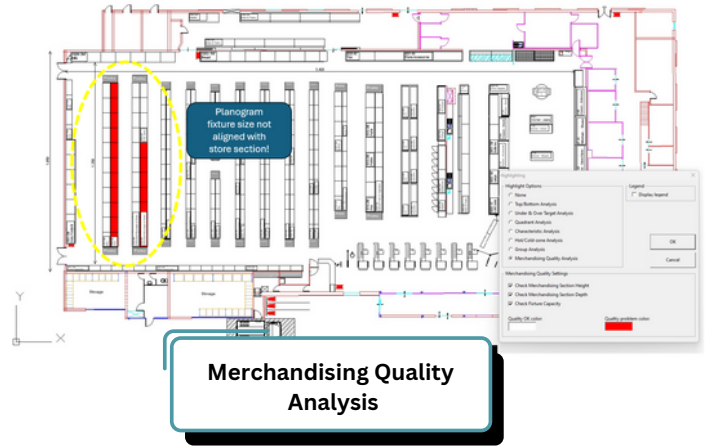 Planogram
fixture size not
aligned with
store section!
Highlighting
Highlight Options
None
Top Bottom Analysis
Under & Over Target Analysis
Quadrant Analysis
Characteristic Analysis
Hot/Cold zone Analysis
Group Analysis
Merchandising Quality Analysis
Legend
Display legend
OK
Cancel
Merchandising Quality Settings
Check Merchandising Section Height
Check Merchandising Section Depth
Check Fixture Capacity
Quality OK color:
Quality problem color:
Storage
Storage
Y
X
Merchandising Quality
Analysis